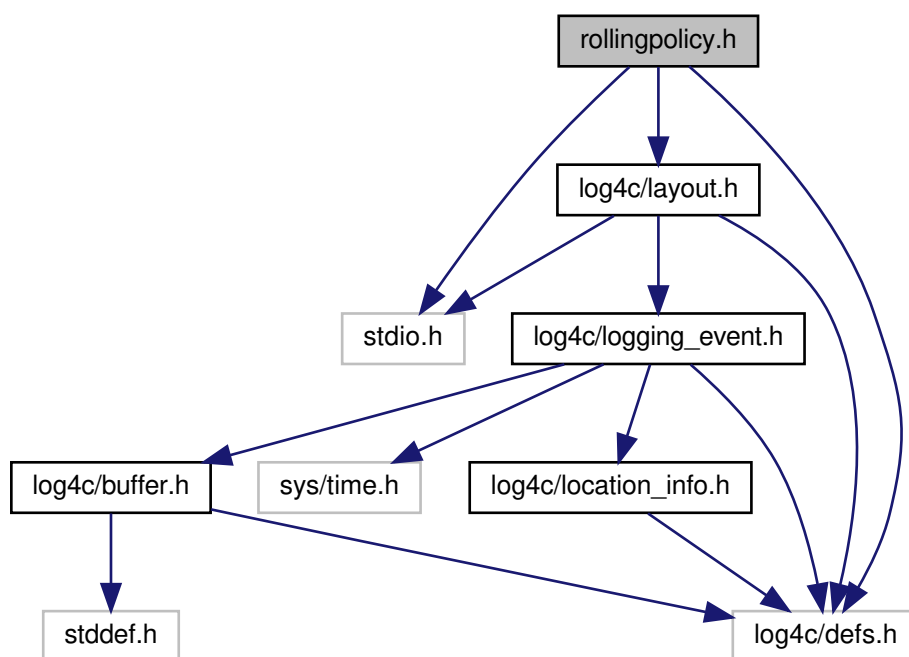 rollingpolicy.h
log4c/layout.h
stdio.h
log4c/logging_event.h
log4c/buffer.h
sys/time.h
log4c/location_info.h
stddef.h
log4c/defs.h